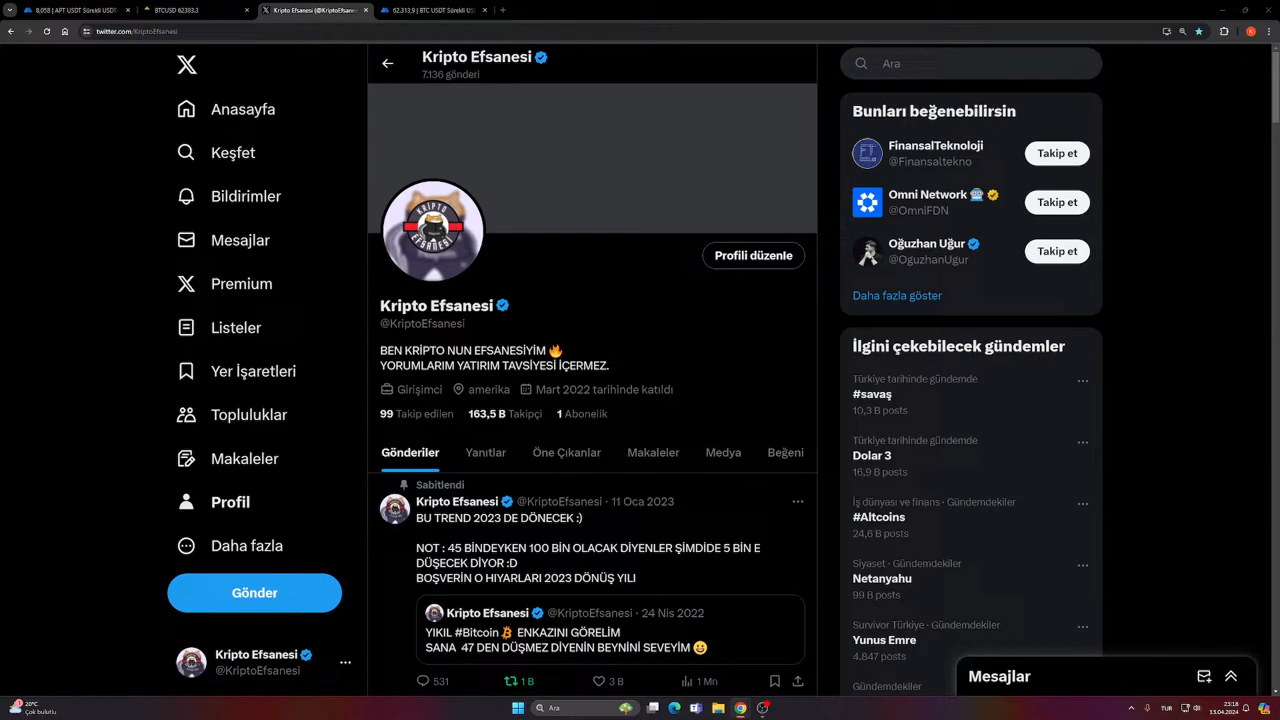 8,058 | APT USDT Sürekli USDT
BTCUSD 62383.3
Kripto Efsanesi (@KriptoEfsanes
62.313,9 | BTC USDT Sürekli USD
twitter.com/KriptoEfsanesi
Kripto Efsanesi
7.136 gönderi
Ara
Anasayfa
Keşfet
Bildirimler
Mesajlar
Premium
Listeler
Yer İşaretleri
Topluluklar
Makaleler
Profil
Daha fazla
Gönder
Kripto Efsanesi
@KriptoEfsanesi
KRİPTO
EFSANESİ
Profili düzenle
Kripto Efsanesi
@KriptoEfsanesi
BEN KRİPTO NUN EFSANESİYİM 🔥
YORUMLARIM YATIRIM TAVSİYESİ İÇERMEZ.
Girişimci amerika Mart 2022 tarihinde katıldı
99 Takip edilen 163,5 B Takipçi 1 Abonelik
Gönderiler Yanıtlar Öne Çıkanlar Makaleler Medya Beğeni
Sabitlendi
Kripto Efsanesi @KriptoEfsanesi · 11 Oca 2023
BU TREND 2023 DE DÖNECEK :)
NOT : 45 BİNDEYKEN 100 BİN OLACAK DİYENLER ŞİMDİDE 5 BİN E
DÜŞECEK DİYOR :D
BOŞVERİN O HIYARLARI 2023 DÖNÜŞ YILI
Kripto Efsanesi @KriptoEfsanesi · 24 Nis 2022
YIKIL #Bitcoin ENKAZINI GÖRELİM
SANA 47 DEN DÜŞMEZ DİYENİN BEYNİNİ SEVEYİM 😀
531 1 B 3 B 1 Mn
Bunları beğenebilirsin
FinansalTeknoloji
@Finansaltekno
Takip et
Omni Network
@OmniFDN
Takip et
Oğuzhan Uğur
@OguzhanUgur
Takip et
Daha fazla göster
İlgini çekebilecek gündemler
Türkiye tarihinde gündemde
#savaş
10,3 B posts
Türkiye tarihinde gündemde
Dolar 3
16,9 B posts
İş dünyası ve finans · Gündemdekiler
#Altcoins
24,6 B posts
Siyaset · Gündemdekiler
Netanyahu
99 B posts
Survivor Türkiye · Gündemdekiler
Yunus Emre
4.847 posts
Gündemdekiler
Mesajlar
20°C
Çok bulutlu
Ara
TUR
23:18
13.04.2024